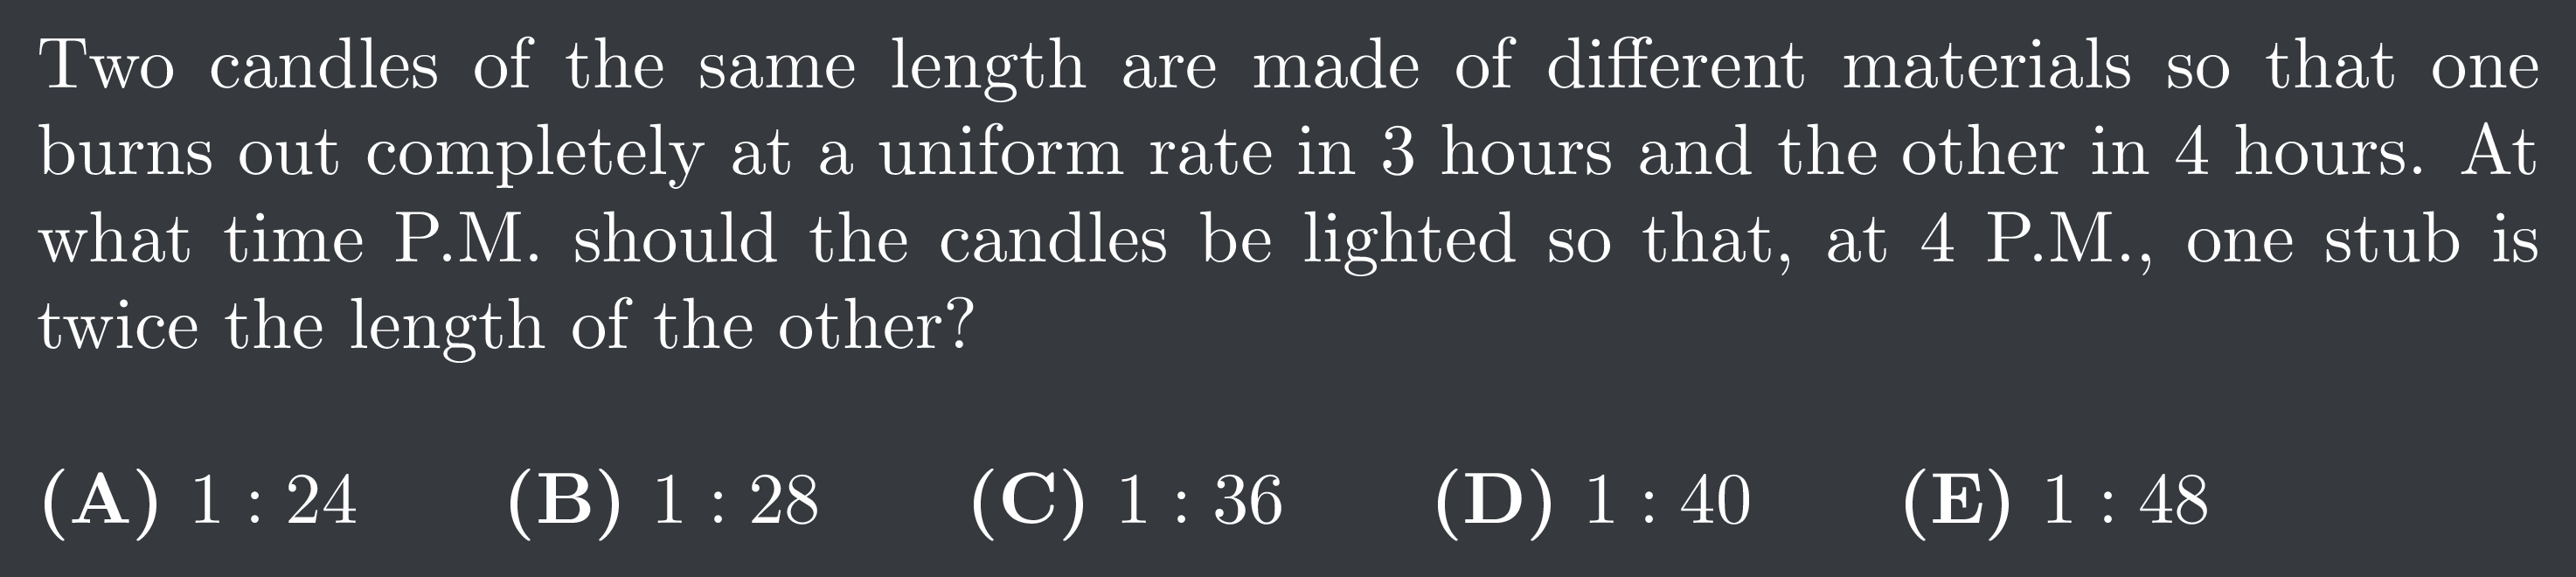 Two candles of the same length are made of different materials so that one
burns out completely at a uniform rate in 3 hours and the other in 4 hours. At
what time P.M. should the candles be lighted so that, at 4 P.M., one stub is
twice the length of the other?
(A) 1 : 24 (B) 1 : 28 (C) 1 : 36 (D) 1 : 40 (E) 1 : 48